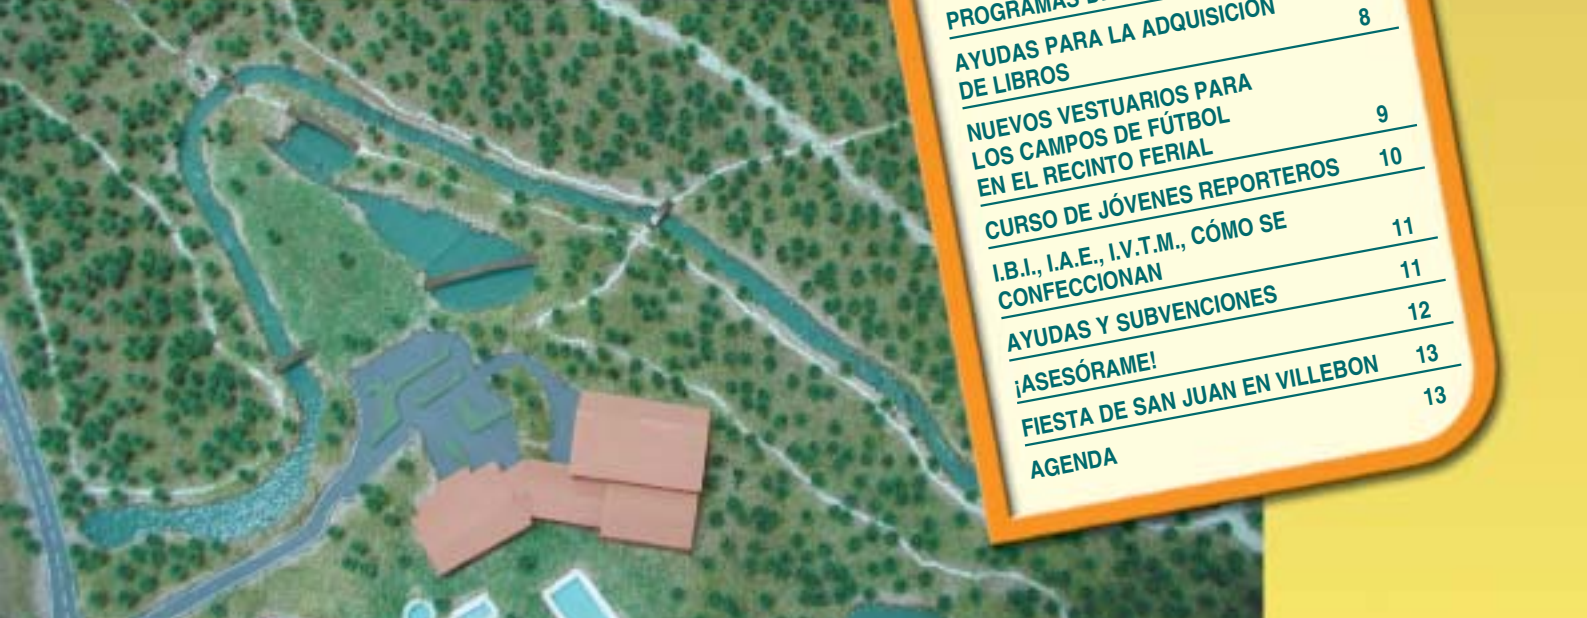 PROGRAMAS
AYUDAS PARA LA ADQUISICIÓN
DE LIBROS 8
NUEVOS VESTUARIOS PARA
LOS CAMPOS DE FÚTBOL
EN EL RECINTO FERIAL 9
CURSO DE JÓVENES REPORTEROS 10
I.B.I., I.A.E., I.V.T.M., CÓMO SE
CONFECCIONAN 11
AYUDAS Y SUBVENCIONES 11
¡ASESÓRAME! 12
FIESTA DE SAN JUAN EN VILLEBON 13
AGENDA 13